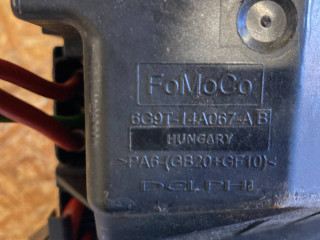 FoMoCo
6G9T-14A067-AB
HUNGARY
>PA6-(GB20+GF10)<
DELPHI